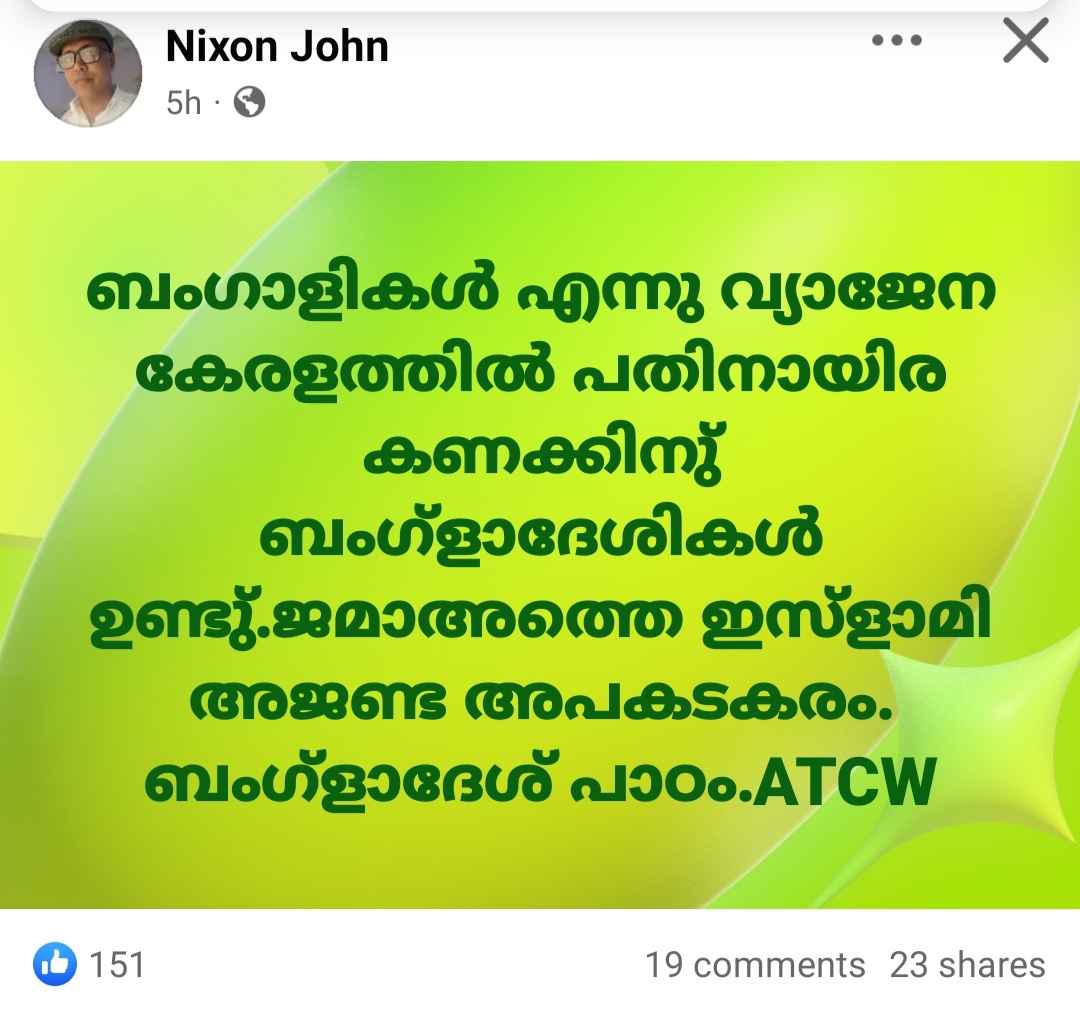 Nixon John
5h ·
ബംഗാളികൾ എന്നു വ്യാജേന
കേരളത്തിൽ പതിനായിര
കണക്കിനു്
ബംഗ്ളാദേശികൾ
ഉണ്ടു്.ജമാഅത്തെ ഇസ്ളാമി
അജണ്ട അപകടകരം.
ബംഗ്ളാദേശ് പാഠം.ATCW
151 19 comments 23 shares